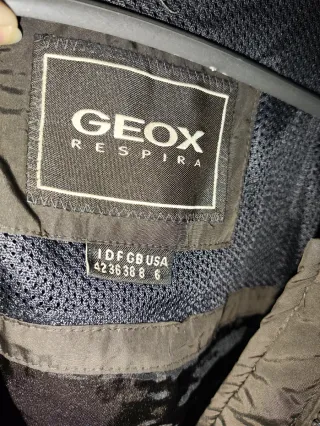 GEOX
RESPIRA
I D F GB USA
42 36 38 8 6